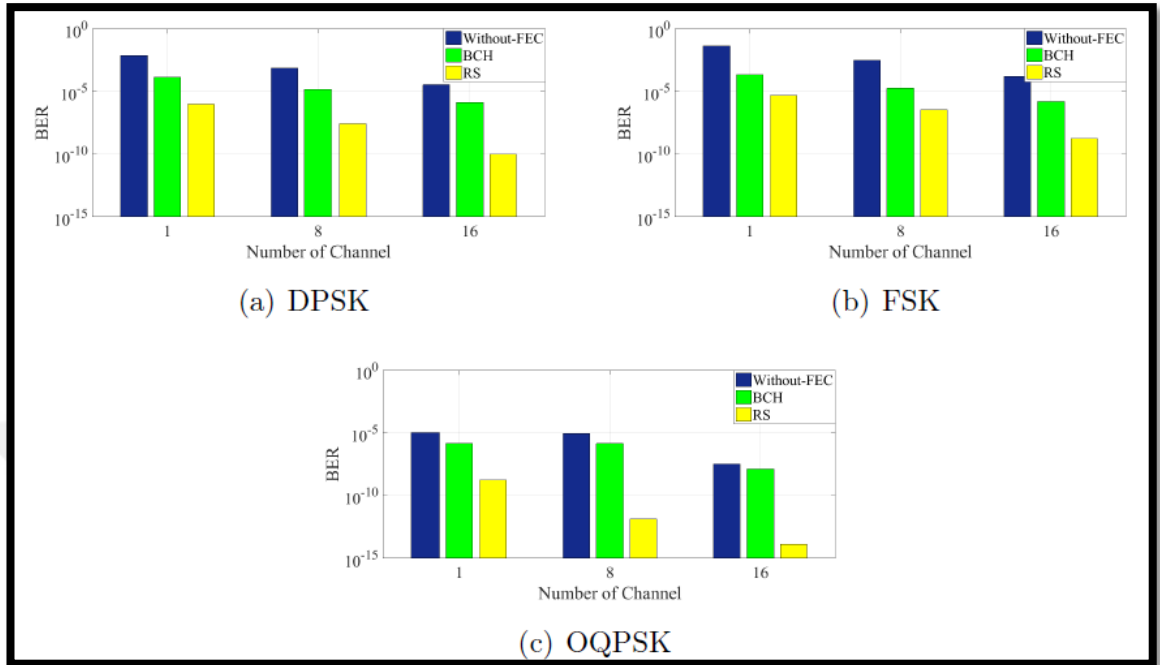 10^0
10^-5
10^-10
10^-15
BER
Without-FEC
BCH
RS
1 8 16
Number of Channel
(a) DPSK
10^0
10^-5
10^-10
10^-15
BER
Without-FEC
BCH
RS
1 8 16
Number of Channel
(b) FSK
10^0
10^-5
10^-10
10^-15
BER
Without-FEC
BCH
RS
1 8 16
Number of Channel
(c) OQPSK